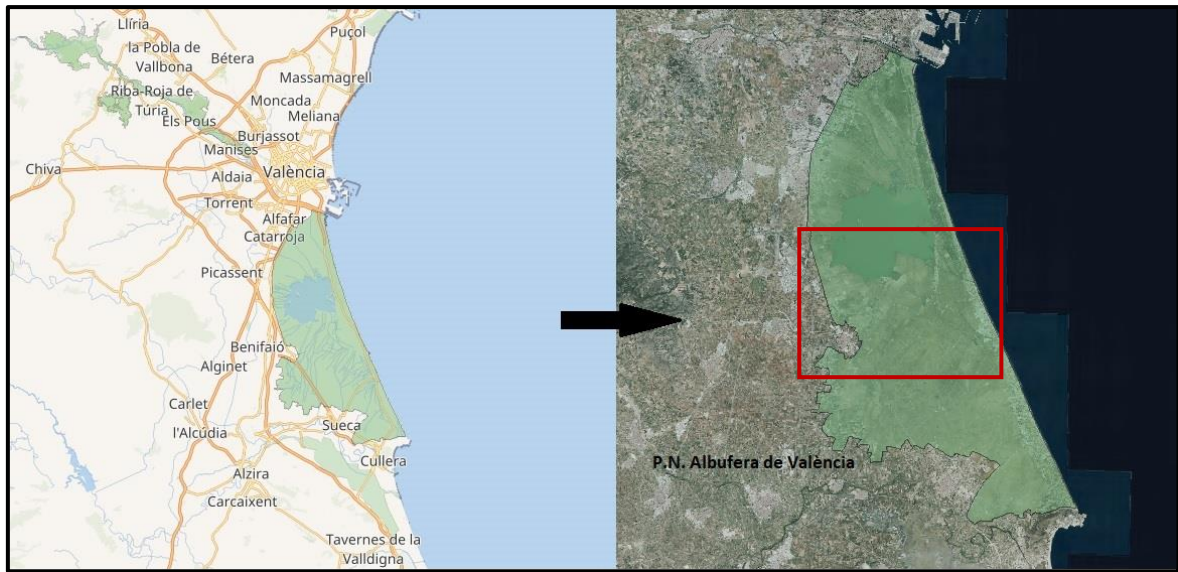 Llíria
Puçol
la Pobla de
Vallbona
Bétera
Massamagrell
Riba-Roja de
Túria
Moncada
Meliana
Els Pous
Burjassot
Manises
València
Chiva
Aldaia
Torrent
Alfafar
Catarroja
Picassent
Benifaió
Alginet
Carlet
l'Alcúdia
Sueca
Cullera
Alzira
Carcaixent
Tavernes de la
Valldigna
P.N. Albufera de València